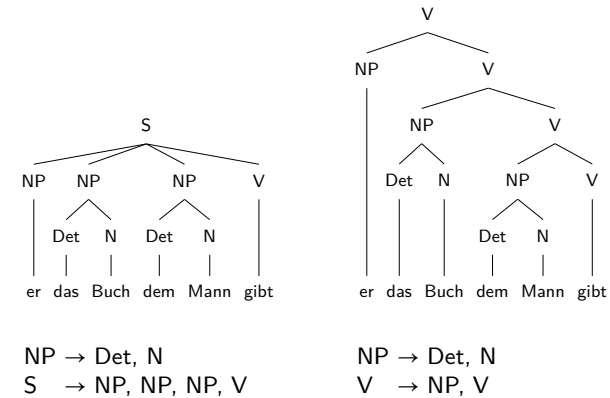 V
NP V
S NP V
NP NP NP V Det N NP V
Det N Det N Det N
er das Buch dem Mann gibt er das Buch dem Mann gibt
NP → Det, N NP → Det, N
S → NP, NP, NP, V V → NP, V